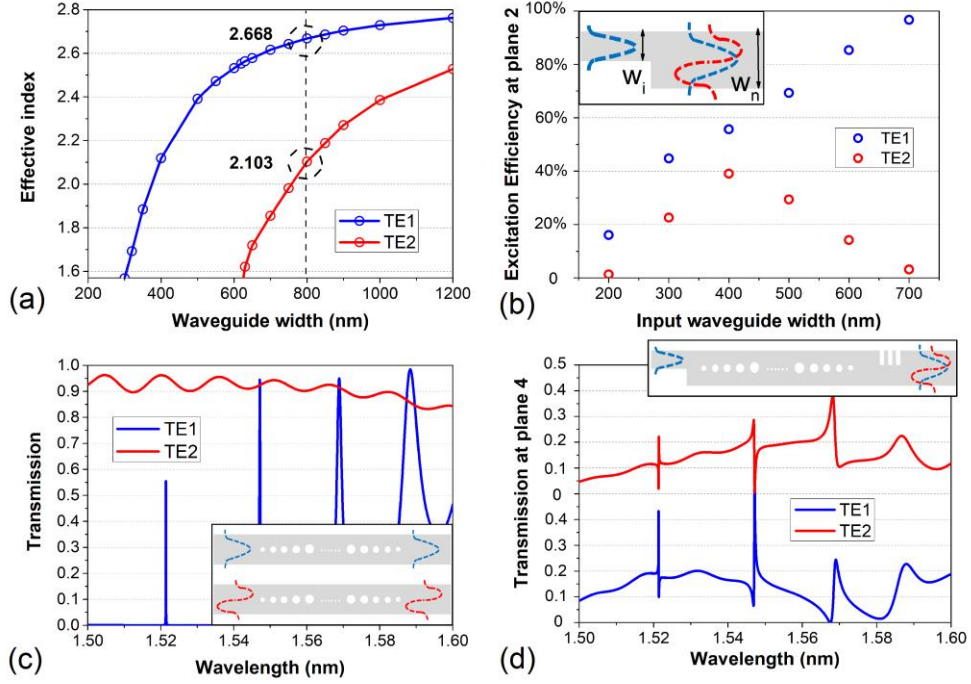 2.8
2.6
2.4
2.2
2.0
1.8
1.6
Effective index
2.668
2.103
TE1
TE2
200 400 600 800 1000 1200
Waveguide width (nm)
(a)
100%
80%
60%
40%
20%
0
Excitation Efficiency at plane 2
Wi
Wn
TE1
TE2
200 300 400 500 600 700
Input waveguide width (nm)
(b)
1.0
0.9
0.8
0.7
0.6
0.5
0.4
0.3
0.2
0.1
0.0
Transmission
TE1
TE2
1.50 1.52 1.54 1.56 1.58 1.60
Wavelength (nm)
(c)
0.5
0.4
0.3
0.2
0.1
0
0.4
0.3
0.2
0.1
0
Transmission at plane 4
TE1
TE2
1.50 1.52 1.54 1.56 1.58 1.60
Wavelength (nm)
(d)